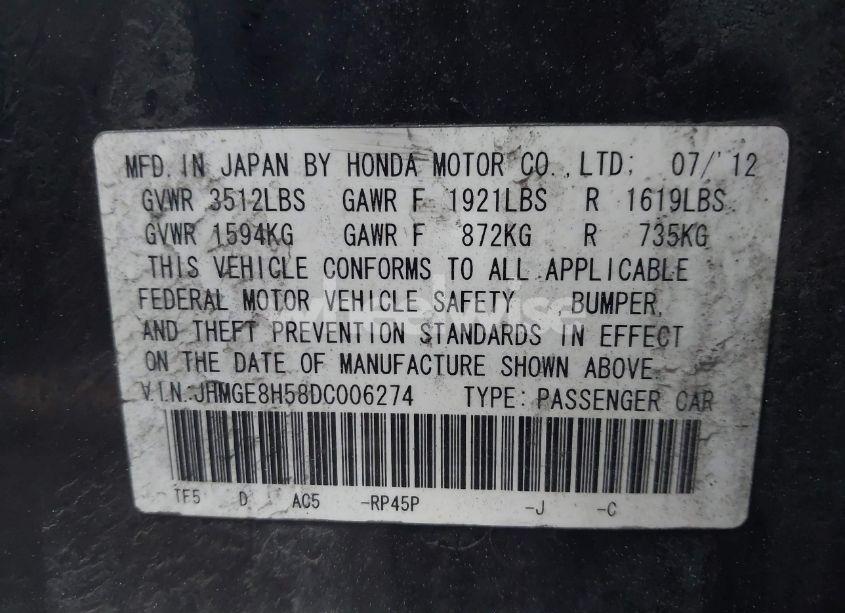 MFD. IN JAPAN BY HONDA MOTOR CO., LTD; 07/'12
GVWR 3512LBS GAWR F 1921LBS R 1619LBS
GVWR 1594KG GAWR F 872KG R 735KG
THIS VEHICLE CONFORMS TO ALL APPLICABLE
FEDERAL MOTOR VEHICLE SAFETY , BUMPER,
AND THEFT PREVENTION STANDARDS IN EFFECT
ON THE DATE OF MANUFACTURE SHOWN ABOVE.
V.I.N:JHMGE8H58DC006274 TYPE: PASSENGER CAR
TF5 D AC5 -RP45P -J -C